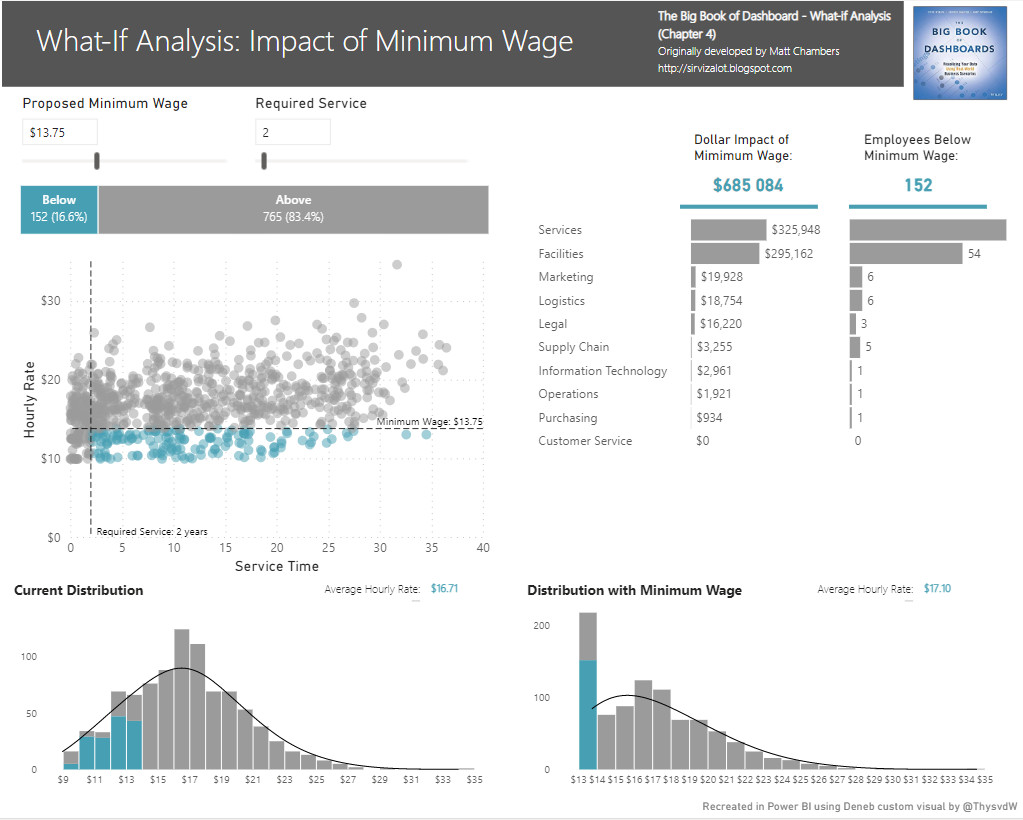 What-If Analysis: Impact of Minimum Wage
The Big Book of Dashboard - What-if Analysis
(Chapter 4)
Originally developed by Matt Chambers
http://sirvizalot.blogspot.com
THE
BIG BOOK
OF
DASHBOARDS
Visualizing Your Data
Using Real-World
Business Scenarios
Proposed Minimum Wage
Required Service
$13.75
2
Below
152 (16.6%)
Above
765 (83.4%)
Dollar Impact of
Mimimum Wage:
$685 084
Employees Below
Minimum Wage:
152
Services $325,948
Facilities $295,162 54
Marketing $19,928 6
Logistics $18,754 6
Legal $16,220 3
Supply Chain $3,255 5
Information Technology $2,961 1
Operations $1,921 1
Purchasing $934 1
Customer Service $0 0
Hourly Rate
$30
$20
Minimum Wage: $13.75
$10
Required Service: 2 years
$0
0 5 10 15 20 25 30 35 40
Service Time
Current Distribution
Average Hourly Rate: $16.71
100
50
0
$9 $11 $13 $15 $17 $19 $21 $23 $25 $27 $29 $31 $33 $35
Distribution with Minimum Wage
Average Hourly Rate: $17.10
200
100
0
$13 $14 $15 $16 $17 $18 $19 $20 $21 $22 $23 $24 $25 $26 $27 $28 $29 $30 $31 $32 $33 $34 $35
Recreated in Power BI using Deneb custom visual by @ThysvdW